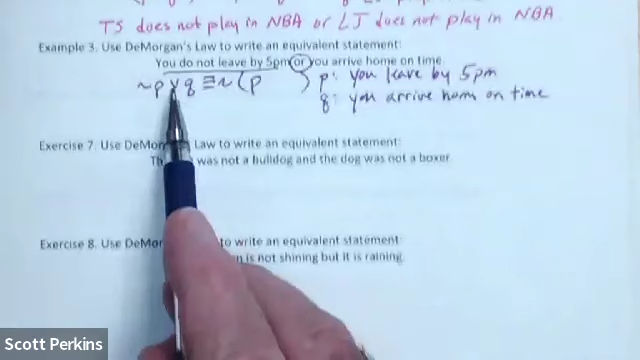 TS does not play in NBA or LJ does not play in NBA
Example 3. Use DeMorgan's Law to write an equivalent statement:
You do not leave by 5pm or you arrive home on time.
~p ∨ q ≡ ~(p
p: you leave by 5pm
q: you arrive home on time
Exercise 7. Use DeMor to write an equivalent statement:
was not a bulldog and the dog was not a boxer.
Exercise 8. Use DeMor to write an equivalent statement:
is not shining but it is raining.
Scott Perkins